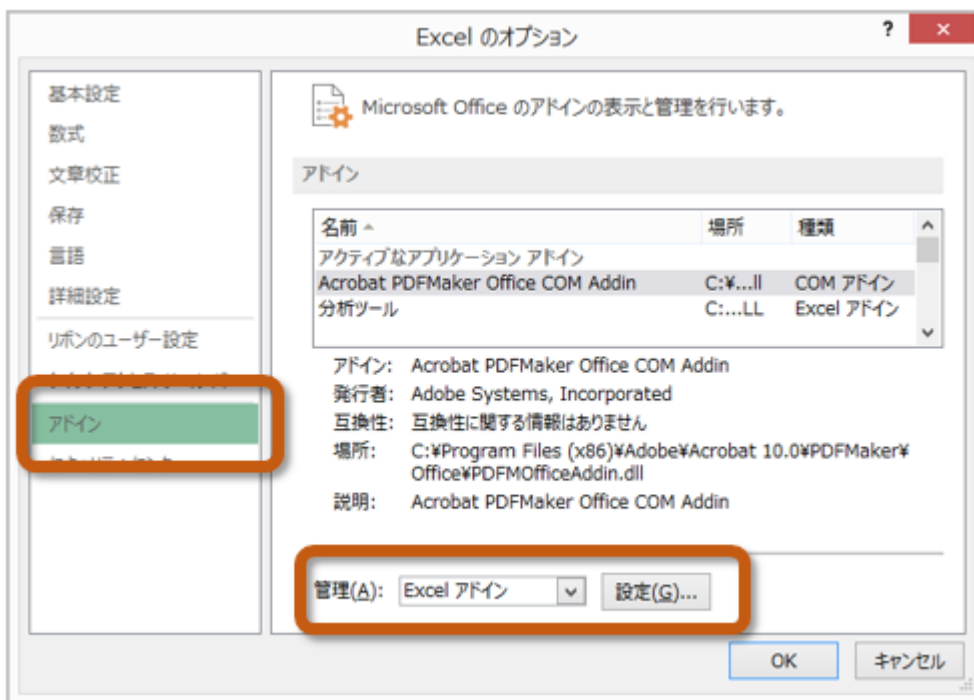 Excel のオプション
? ×
基本設定
数式
文章校正
保存
言語
詳細設定
リボンのユーザー設定
アドイン
Microsoft Office のアドインの表示と管理を行います。
アドイン
名前 場所 種類
アクティブなアプリケーション アドイン
Acrobat PDFMaker Office COM Addin C:¥...ll COM アドイン
分析ツール C:...LL Excel アドイン
アドイン: Acrobat PDFMaker Office COM Addin
発行者: Adobe Systems, Incorporated
互換性: 互換性に関する情報はありません
場所: C:¥Program Files (x86)¥Adobe¥Acrobat 10.0¥PDFMaker¥
Office¥PDFMOfficeAddin.dll
説明: Acrobat PDFMaker Office COM Addin
管理(A): Excel アドイン 設定(G)...
OK キャンセル